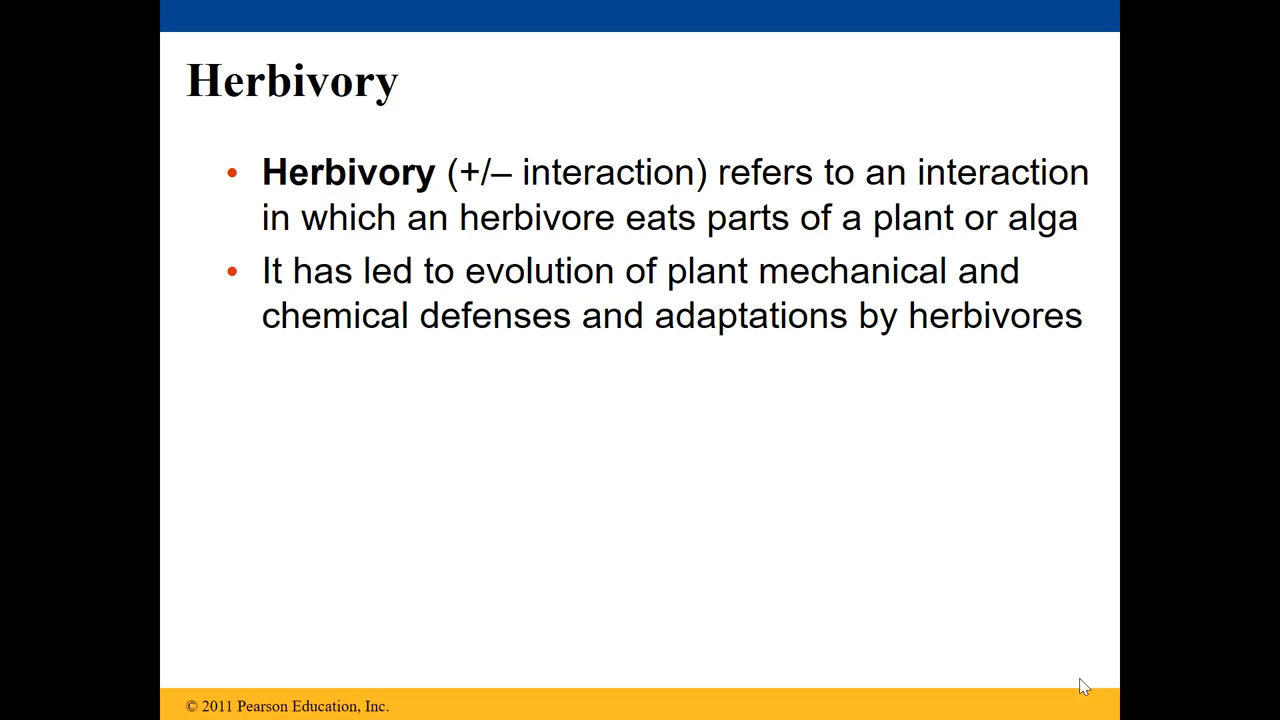 Herbivory
• Herbivory (+/– interaction) refers to an interaction
in which an herbivore eats parts of a plant or alga
• It has led to evolution of plant mechanical and
chemical defenses and adaptations by herbivores
© 2011 Pearson Education, Inc.